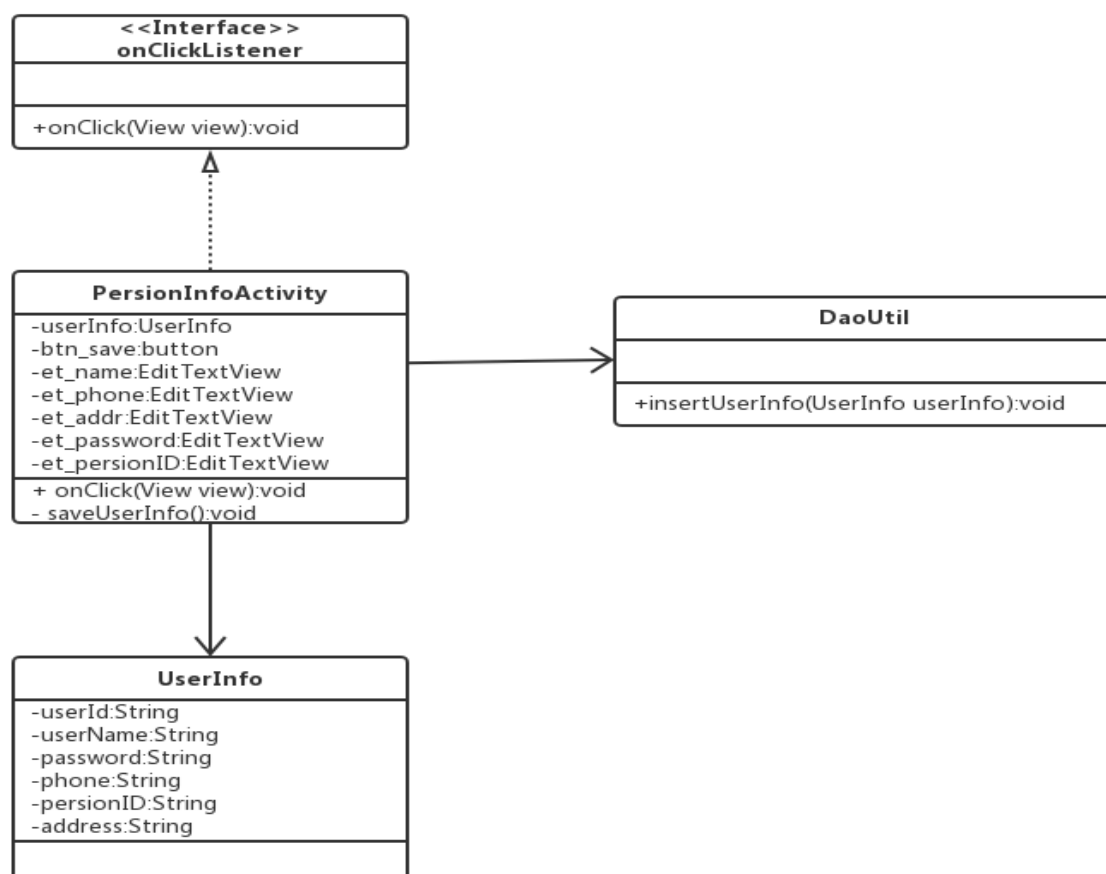 <<Interface>>
onClickListener
+onClick(View view):void
PersionInfoActivity
-userInfo:UserInfo
-btn_save:button
-et_name:EditTextView
-et_phone:EditTextView
-et_addr:EditTextView
-et_password:EditTextView
-et_persionID:EditTextView
+ onClick(View view):void
- saveUserInfo():void
DaoUtil
+insertUserInfo(UserInfo userInfo):void
UserInfo
-userId:String
-userName:String
-password:String
-phone:String
-persionID:String
-address:String